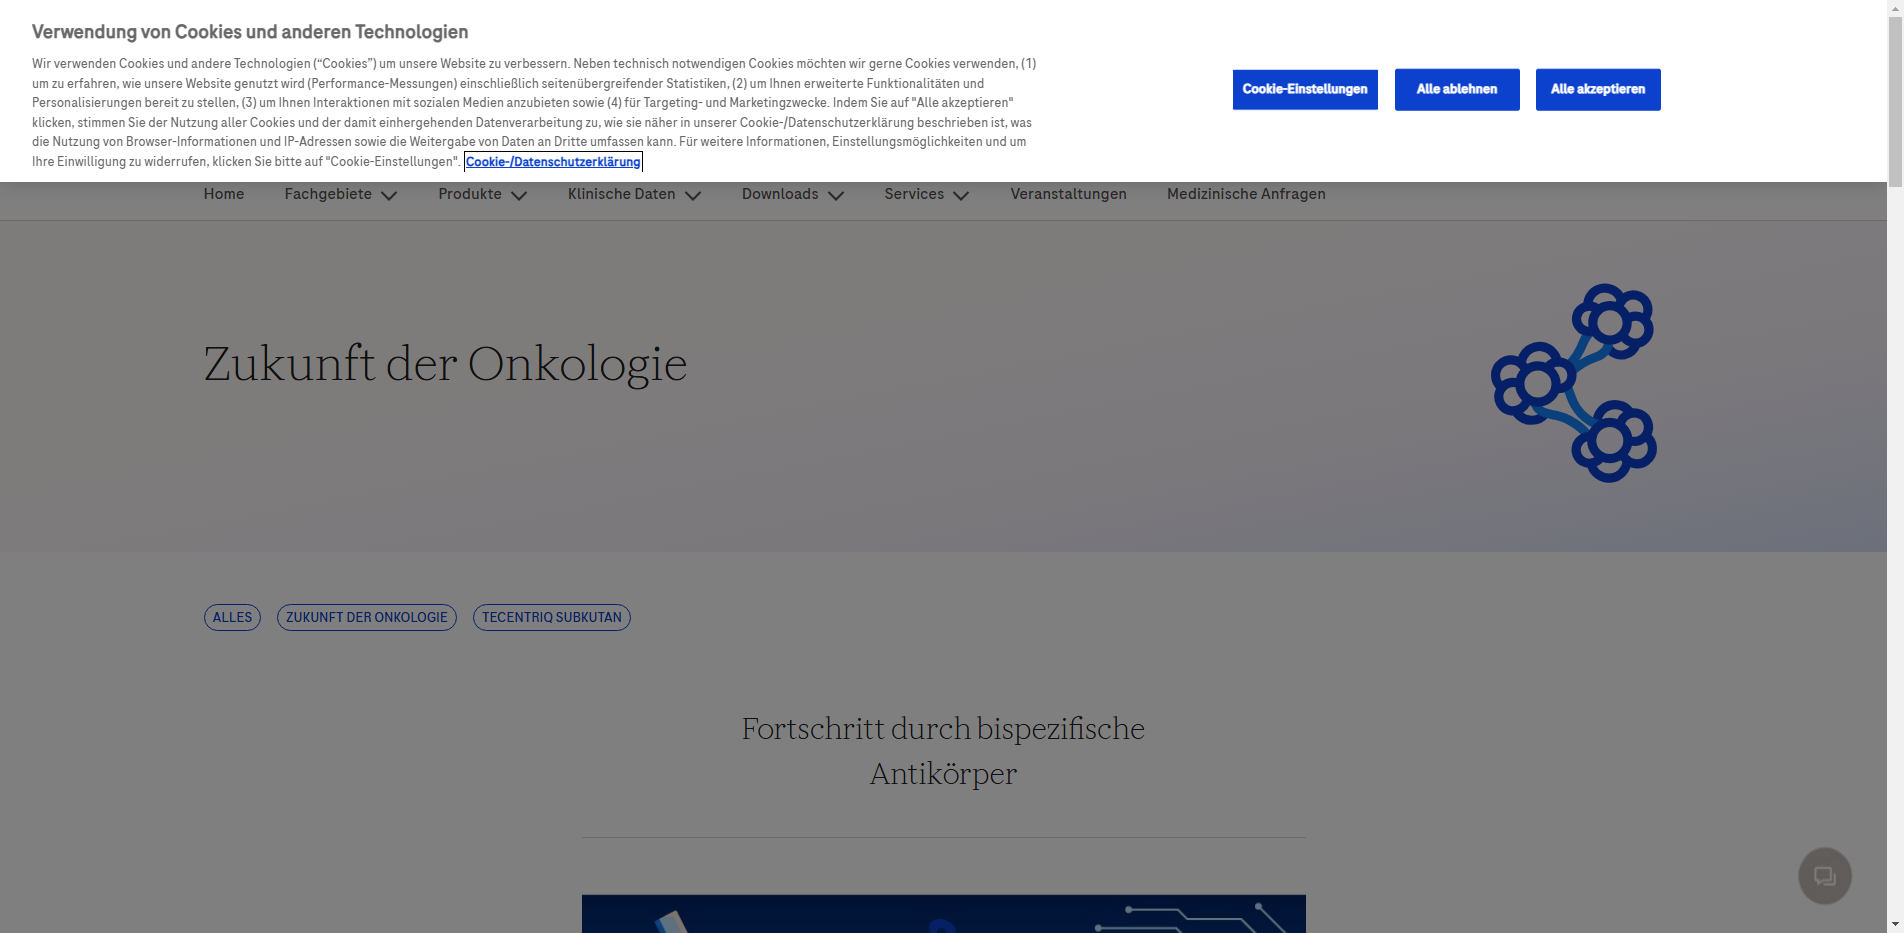 Verwendung von Cookies und anderen Technologien
Wir verwenden Cookies und andere Technologien (“Cookies”) um unsere Website zu verbessern. Neben technisch notwendigen Cookies möchten wir gerne Cookies verwenden, (1)
um zu erfahren, wie unsere Website genutzt wird (Performance-Messungen) einschließlich seitenübergreifender Statistiken, (2) um Ihnen erweiterte Funktionalitäten und
Personalisierungen bereit zu stellen, (3) um Ihnen Interaktionen mit sozialen Medien anzubieten sowie (4) für Targeting- und Marketingzwecke. Indem Sie auf "Alle akzeptieren"
klicken, stimmen Sie der Nutzung aller Cookies und der damit einhergehenden Datenverarbeitung zu, wie sie näher in unserer Cookie-/Datenschutzerklärung beschrieben ist, was
die Nutzung von Browser-Informationen und IP-Adressen sowie die Weitergabe von Daten an Dritte umfassen kann. Für weitere Informationen, Einstellungsmöglichkeiten und um
Ihre Einwilligung zu widerrufen, klicken Sie bitte auf "Cookie-Einstellungen". Cookie-/Datenschutzerklärung
Cookie-Einstellungen Alle ablehnen Alle akzeptieren
Home Fachgebiete Produkte Klinische Daten Downloads Services Veranstaltungen Medizinische Anfragen
Zukunft der Onkologie
ALLES ZUKUNFT DER ONKOLOGIE TECENTRIQ SUBKUTAN
Fortschritt durch bispezifische
Antikörper